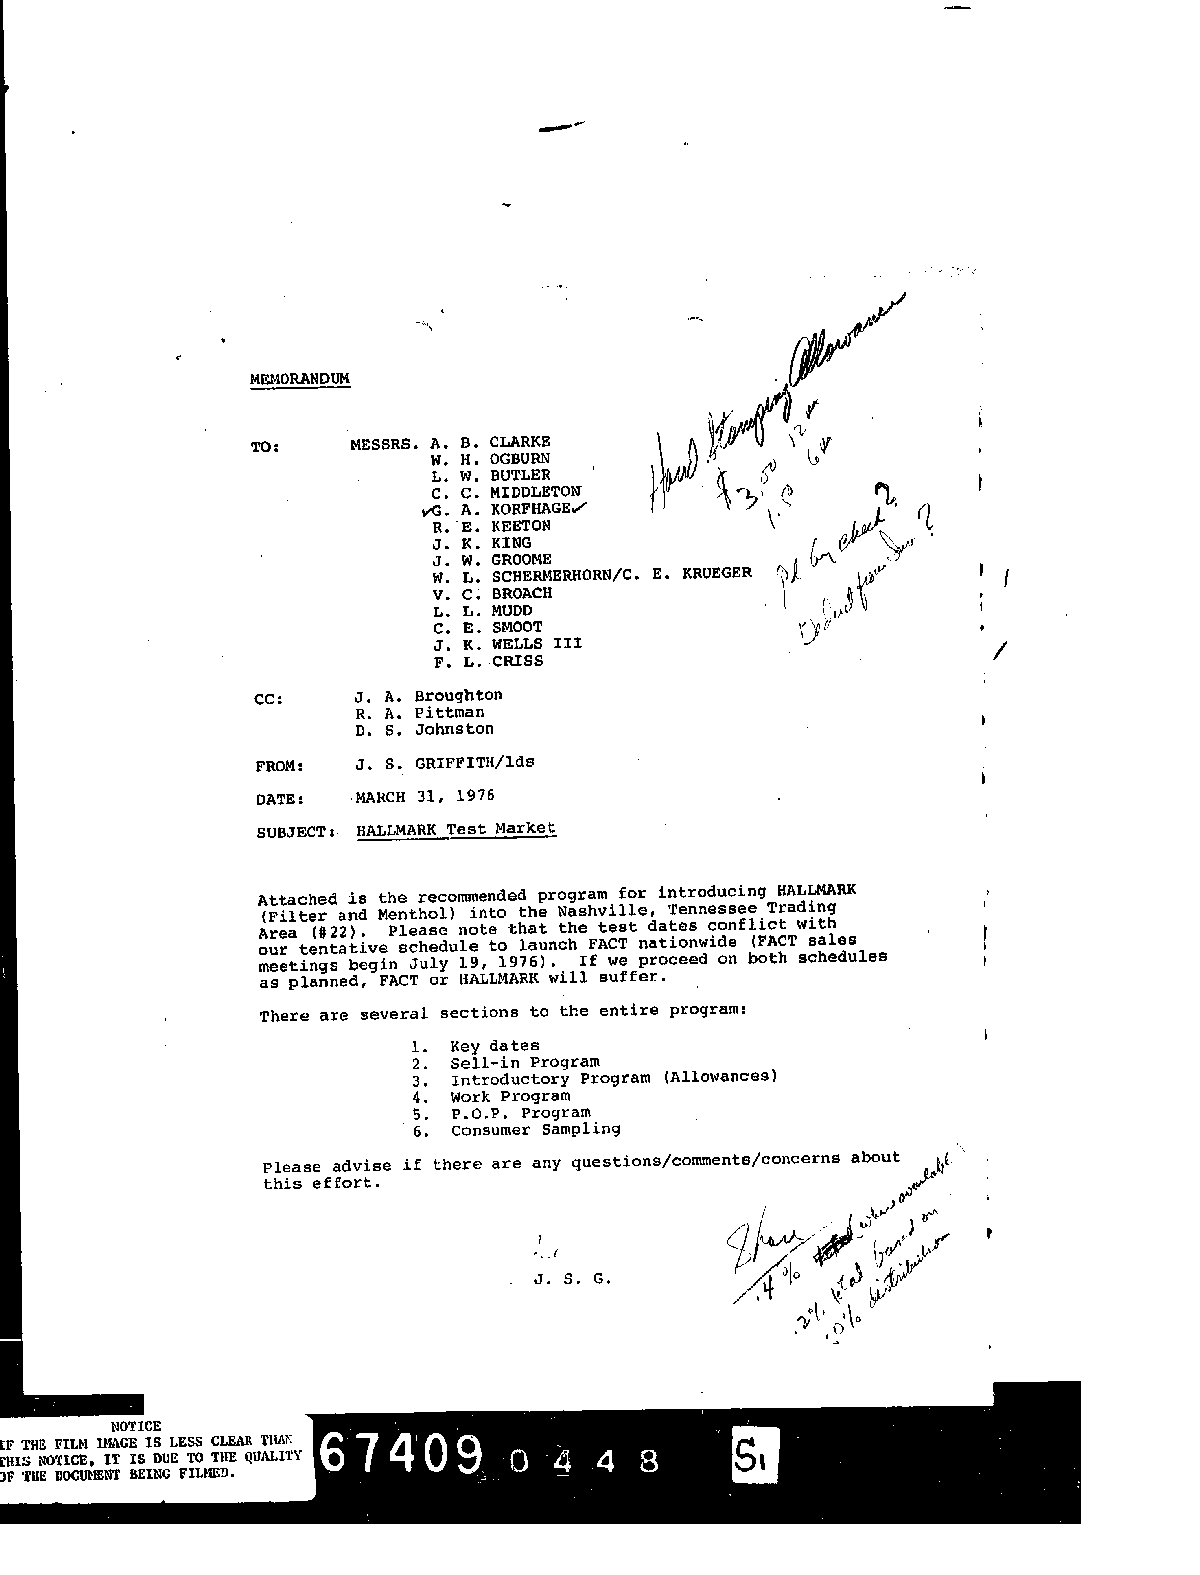 MEMORANDUM
TO: MESSRS. A. B. CLARKE
W. H. OGBURN
L. W. BUTLER
C. C. MIDDLETON
✓G. A. KORFHAGE✓
R. E. KEETON
J. K. KING
J. W. GROOME
W. L. SCHERMERHORN/C. E. KRUEGER
V. C. BROACH
L. L. MUDD
C. E. SMOOT
J. K. WELLS III
F. L. CRISS
Hand Stamping Allowance
$3.00 12 m
1.50 6 m
Pd by check?
Deduct from Inv?
CC: J. A. Broughton
R. A. Pittman
D. S. Johnston
FROM: J. S. GRIFFITH/lds
DATE: MARCH 31, 1976
SUBJECT: HALLMARK Test Market
Attached is the recommended program for introducing HALLMARK
(Filter and Menthol) into the Nashville, Tennessee Trading
Area (#22). Please note that the test dates conflict with
our tentative schedule to launch FACT nationwide (FACT sales
meetings begin July 19, 1976). If we proceed on both schedules
as planned, FACT or HALLMARK will suffer.
There are several sections to the entire program:
1. Key dates
2. Sell-in Program
3. Introductory Program (Allowances)
4. Work Program
5. P.O.P. Program
6. Consumer Sampling
Please advise if there are any questions/comments/concerns about
this effort.
J. S. G.
Share
.4% where available
.2% total based on
0% distribution
NOTICE
IF THE FILM IMAGE IS LESS CLEAR THAN
THIS NOTICE, IT IS DUE TO THE QUALITY
OF THE DOCUMENT BEING FILMED.
67409 0448
S1